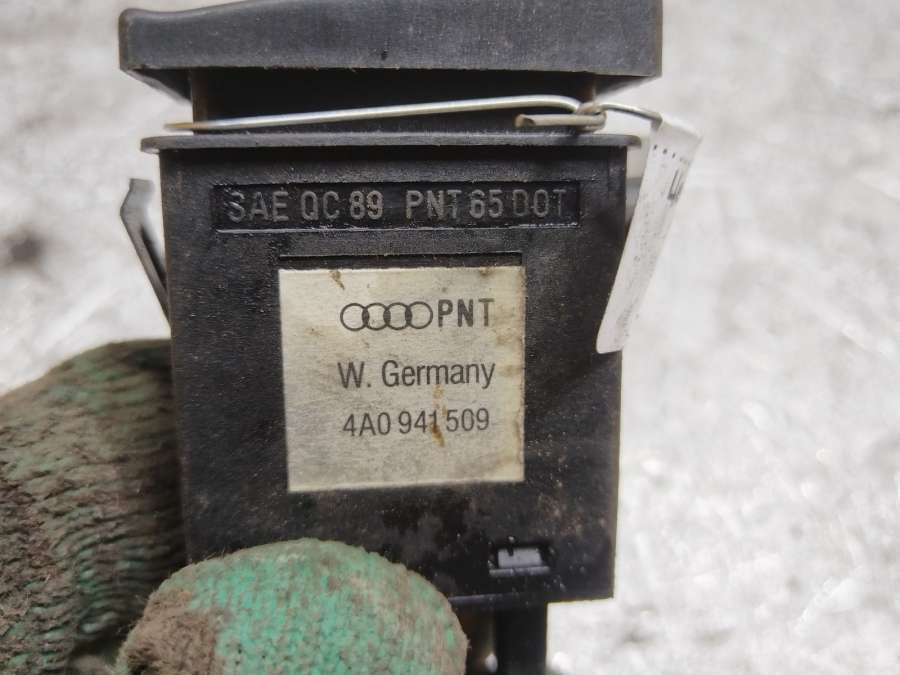 SAE QC 89 PNT 65 DOT
PNT
W. Germany
4A0 941 509